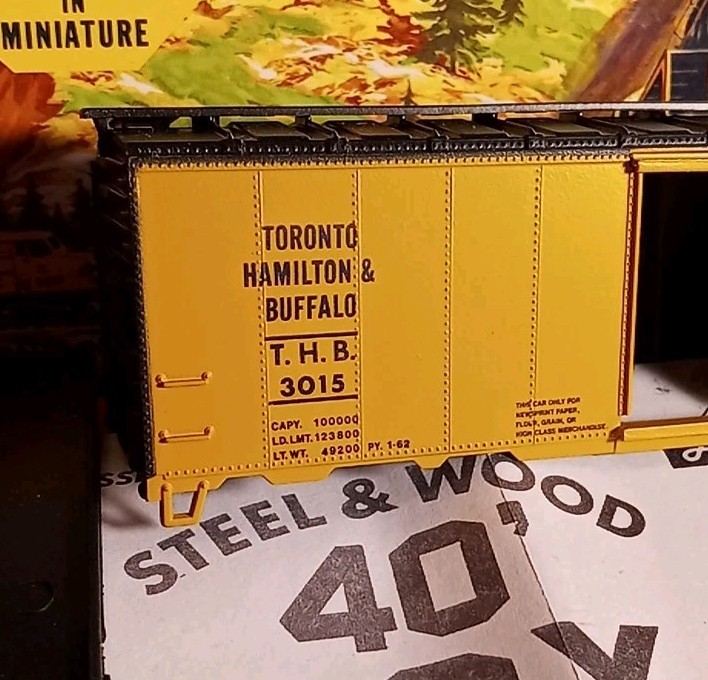 IN
MINIATURE
TORONTO
HAMILTON &
BUFFALO
T. H. B.
3015
CAPY. 100000
LD.LMT. 123800
LT. WT. 49200 PY. 1-62
THIS CAR ONLY FOR
NEWSPRINT PAPER,
FLOUR, GRAIN, OR
HIGH CLASS MERCHANDISE.
STEEL & WOOD
40'